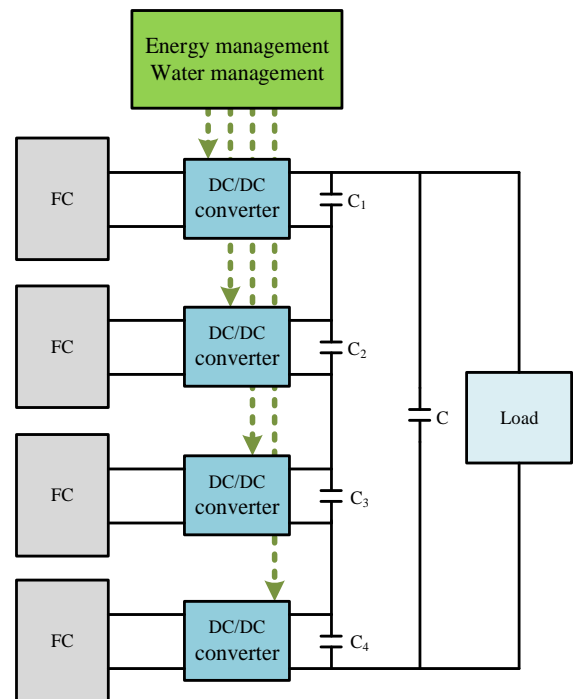 Energy management
Water management
FC
DC/DC
converter
C₁
FC
DC/DC
converter
C₂
C
Load
FC
DC/DC
converter
C₃
FC
DC/DC
converter
C₄